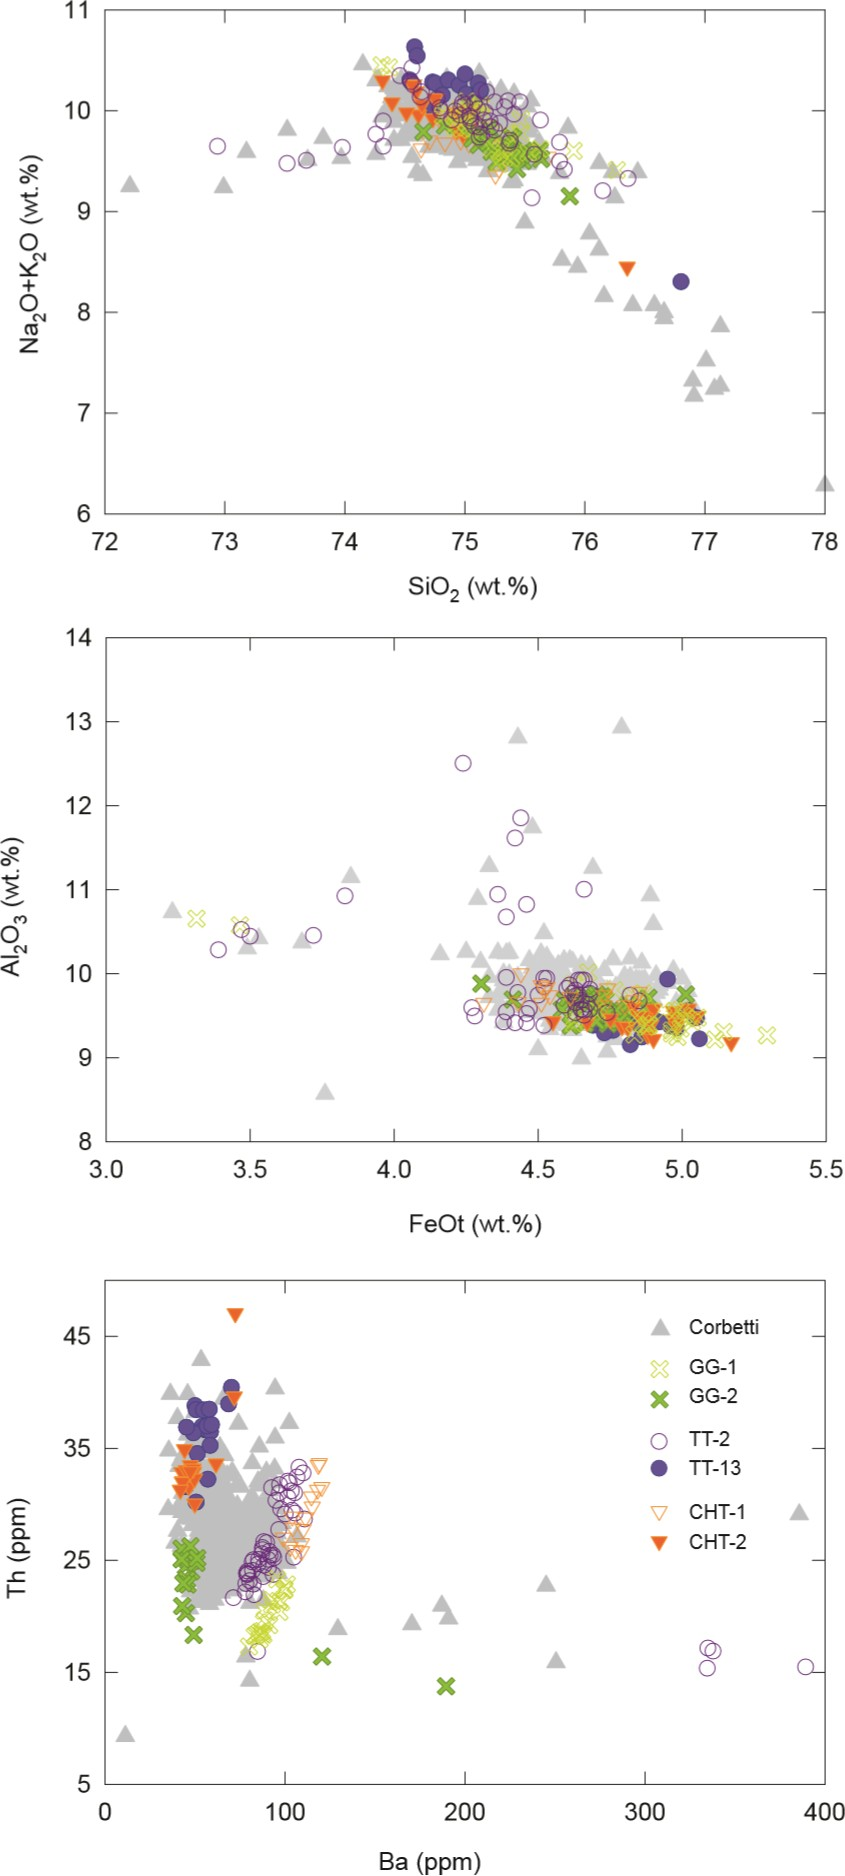 11
10
9
8
7
6
Na₂O+K₂O (wt.%)
72 73 74 75 76 77 78
SiO₂ (wt.%)
14
13
12
11
10
9
8
Al₂O₃ (wt.%)
3.0 3.5 4.0 4.5 5.0 5.5
FeOt (wt.%)
45
35
25
15
5
Th (ppm)
Corbetti
GG-1
GG-2
TT-2
TT-13
CHT-1
CHT-2
0 100 200 300 400
Ba (ppm)